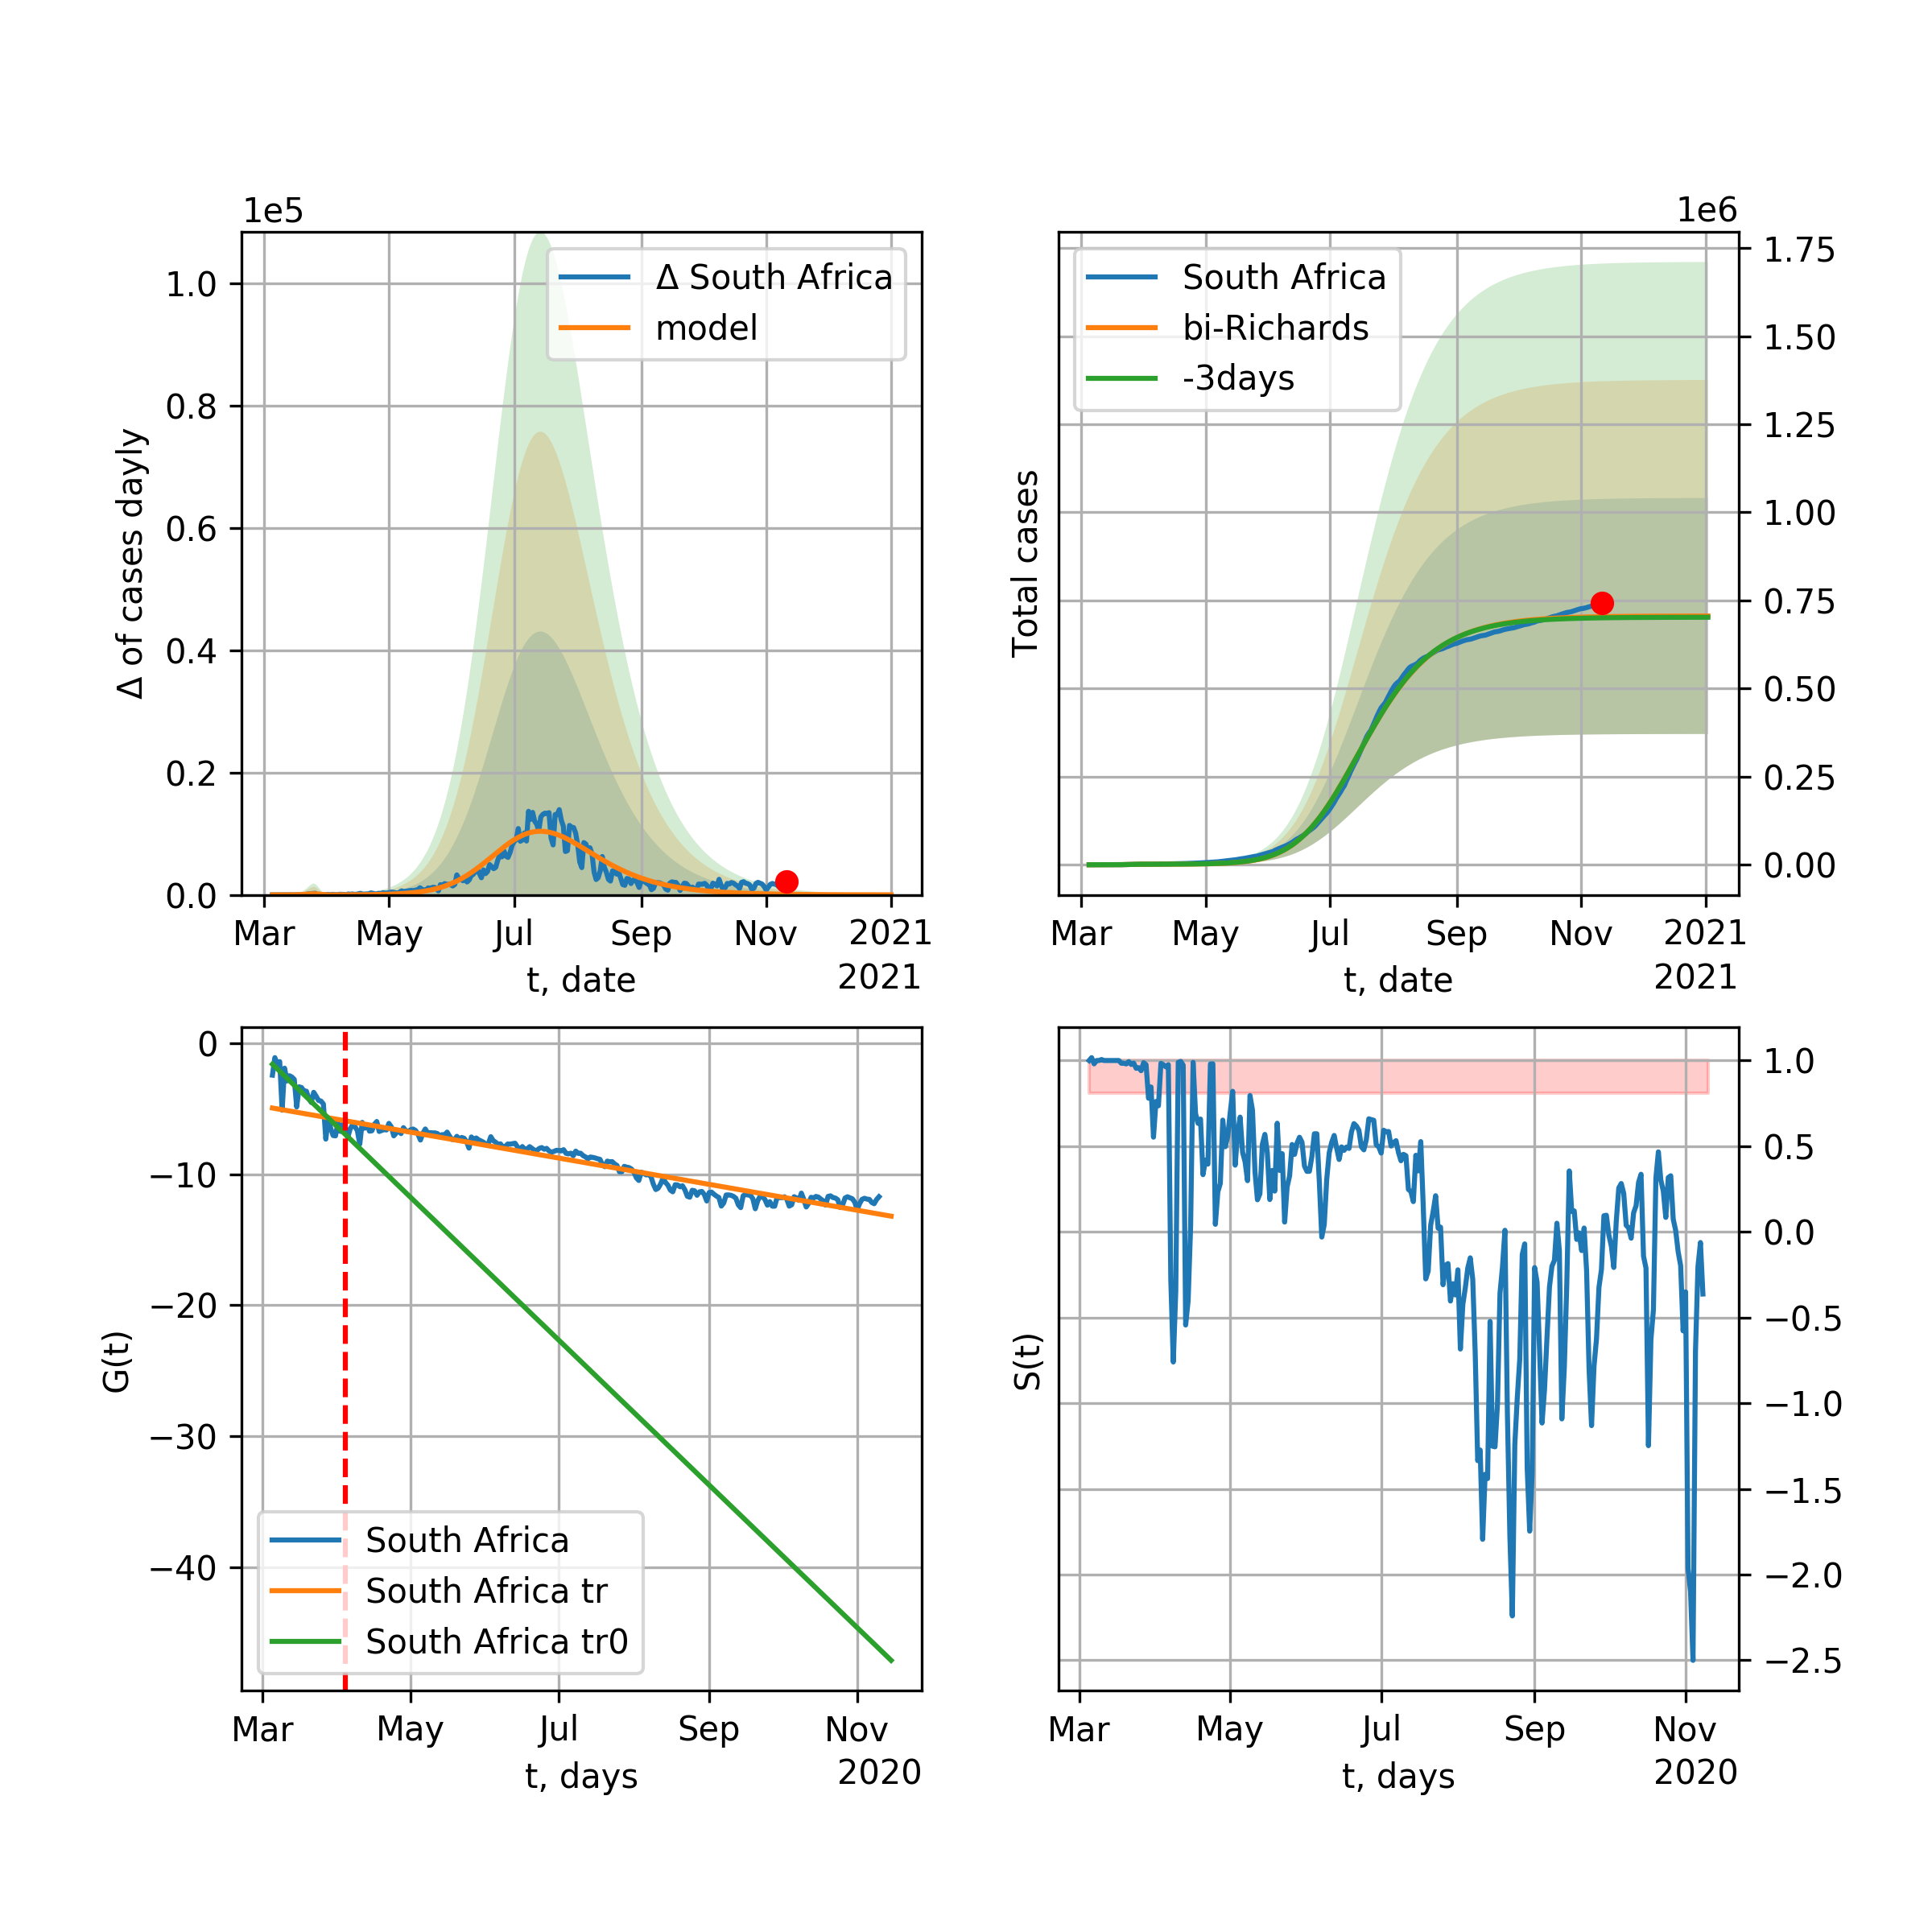 1e5
Δ of cases dayly
1.0
0.8
0.6
0.4
0.2
0.0
Δ South Africa
model
Mar May Jul Sep Nov 2021
t, date 2021
1e6
Total cases
South Africa
bi-Richards
-3days
1.75
1.50
1.25
1.00
0.75
0.50
0.25
0.00
Mar May Jul Sep Nov 2021
t, date 2021
G(t)
0
−10
−20
−30
−40
South Africa
South Africa tr
South Africa tr0
Mar May Jul Sep Nov
t, days 2020
S(t)
1.0
0.5
0.0
−0.5
−1.0
−1.5
−2.0
−2.5
Mar May Jul Sep Nov
t, days 2020